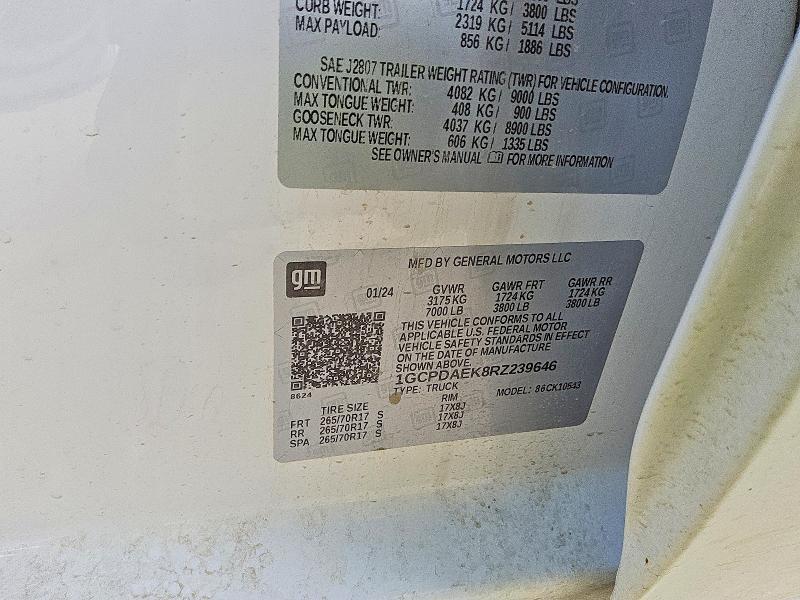 CURB WEIGHT: 1724 KG / 3800 LBS
MAX PAYLOAD: 2319 KG / 5114 LBS
856 KG / 1886 LBS
SAE J2807 TRAILER WEIGHT RATING (TWR) FOR VEHICLE CONFIGURATION.
CONVENTIONAL TWR: 4082 KG / 9000 LBS
MAX TONGUE WEIGHT: 408 KG / 900 LBS
GOOSENECK TWR: 4037 KG / 8900 LBS
MAX TONGUE WEIGHT: 606 KG / 1335 LBS
SEE OWNER'S MANUAL FOR MORE INFORMATION
gm
MFD BY GENERAL MOTORS LLC
01/24 GVWR GAWR FRT GAWR RR
3175 KG 1724 KG 1724 KG
7000 LB 3800 LB 3800 LB
THIS VEHICLE CONFORMS TO ALL
APPLICABLE U.S. FEDERAL MOTOR
VEHICLE SAFETY STANDARDS IN EFFECT
ON THE DATE OF MANUFACTURE
SHOWN ABOVE.
1GCPDAEK8RZ239646
8624
TYPE: TRUCK MODEL: 86CK10543
TIRE SIZE RIM
FRT 265/70R17 S 17X8J
RR 265/70R17 S 17X8J
SPA 265/70R17 S 17X8J